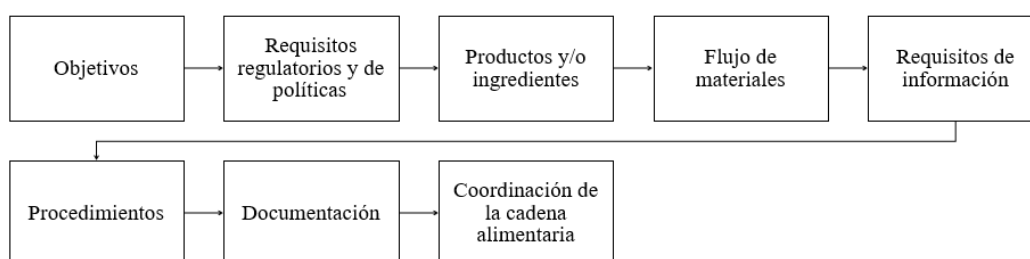 Objetivos
Requisitos
regulatorios y de
políticas
Productos y/o
ingredientes
Flujo de
materiales
Requisitos de
información
Procedimientos
Documentación
Coordinación de
la cadena
alimentaria